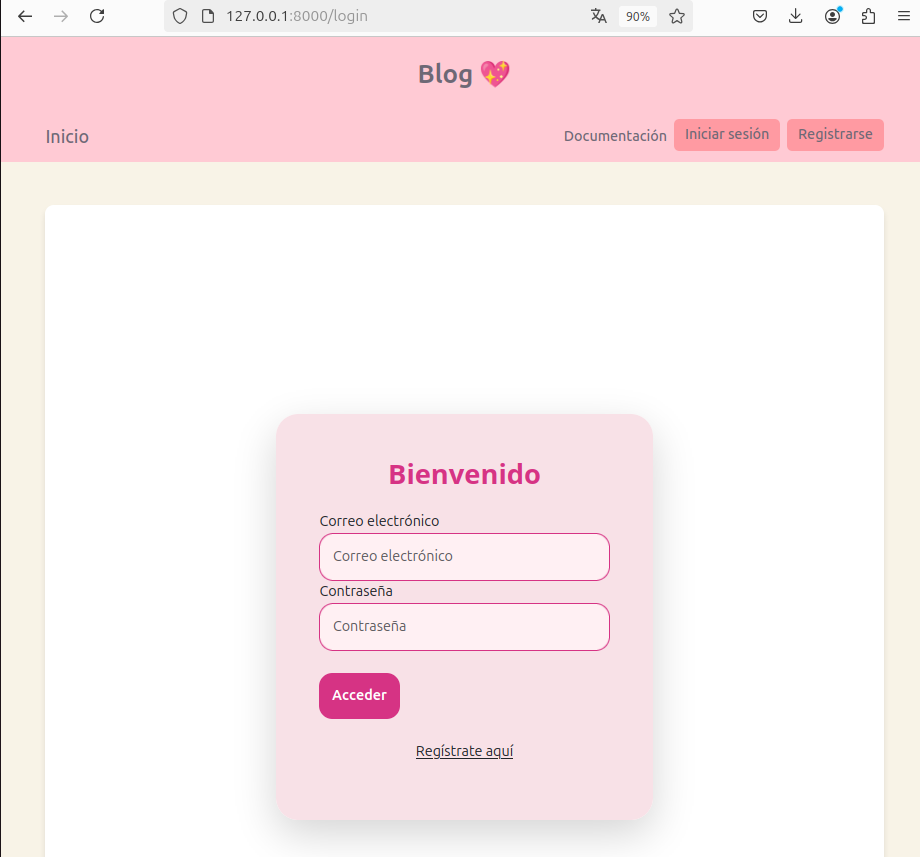 127.0.0.1:8000/login
90%
Blog 💖
Inicio
Documentación
Iniciar sesión
Registrarse
Bienvenido
Correo electrónico
Correo electrónico
Contraseña
Contraseña
Acceder
Regístrate aquí